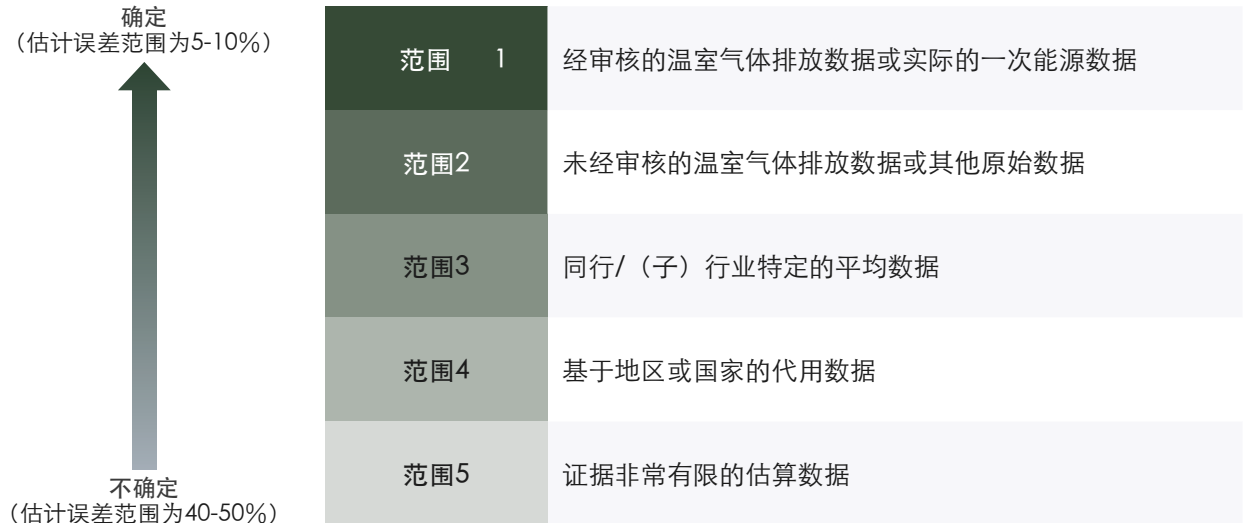 确定
（估计误差范围为5-10%）
范围 1
经审核的温室气体排放数据或实际的一次能源数据
范围2
未经审核的温室气体排放数据或其他原始数据
范围3
同行/（子）行业特定的平均数据
范围4
基于地区或国家的代用数据
范围5
证据非常有限的估算数据
不确定
（估计误差范围为40-50%）